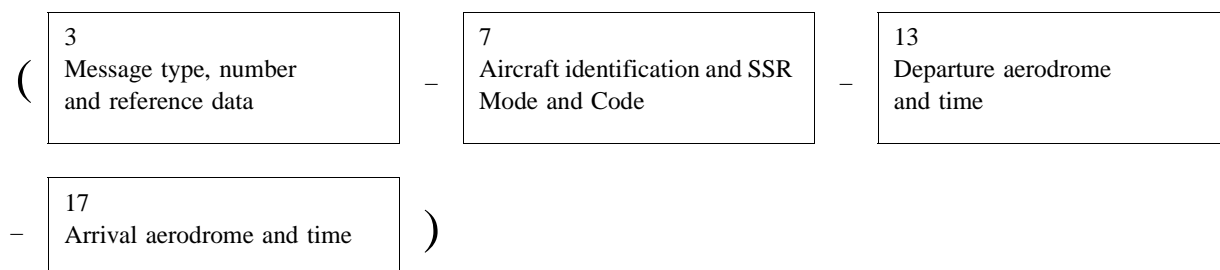 (
3
Message type, number
and reference data
–
7
Aircraft identification and SSR
Mode and Code
–
13
Departure aerodrome
and time
–
17
Arrival aerodrome and time
)